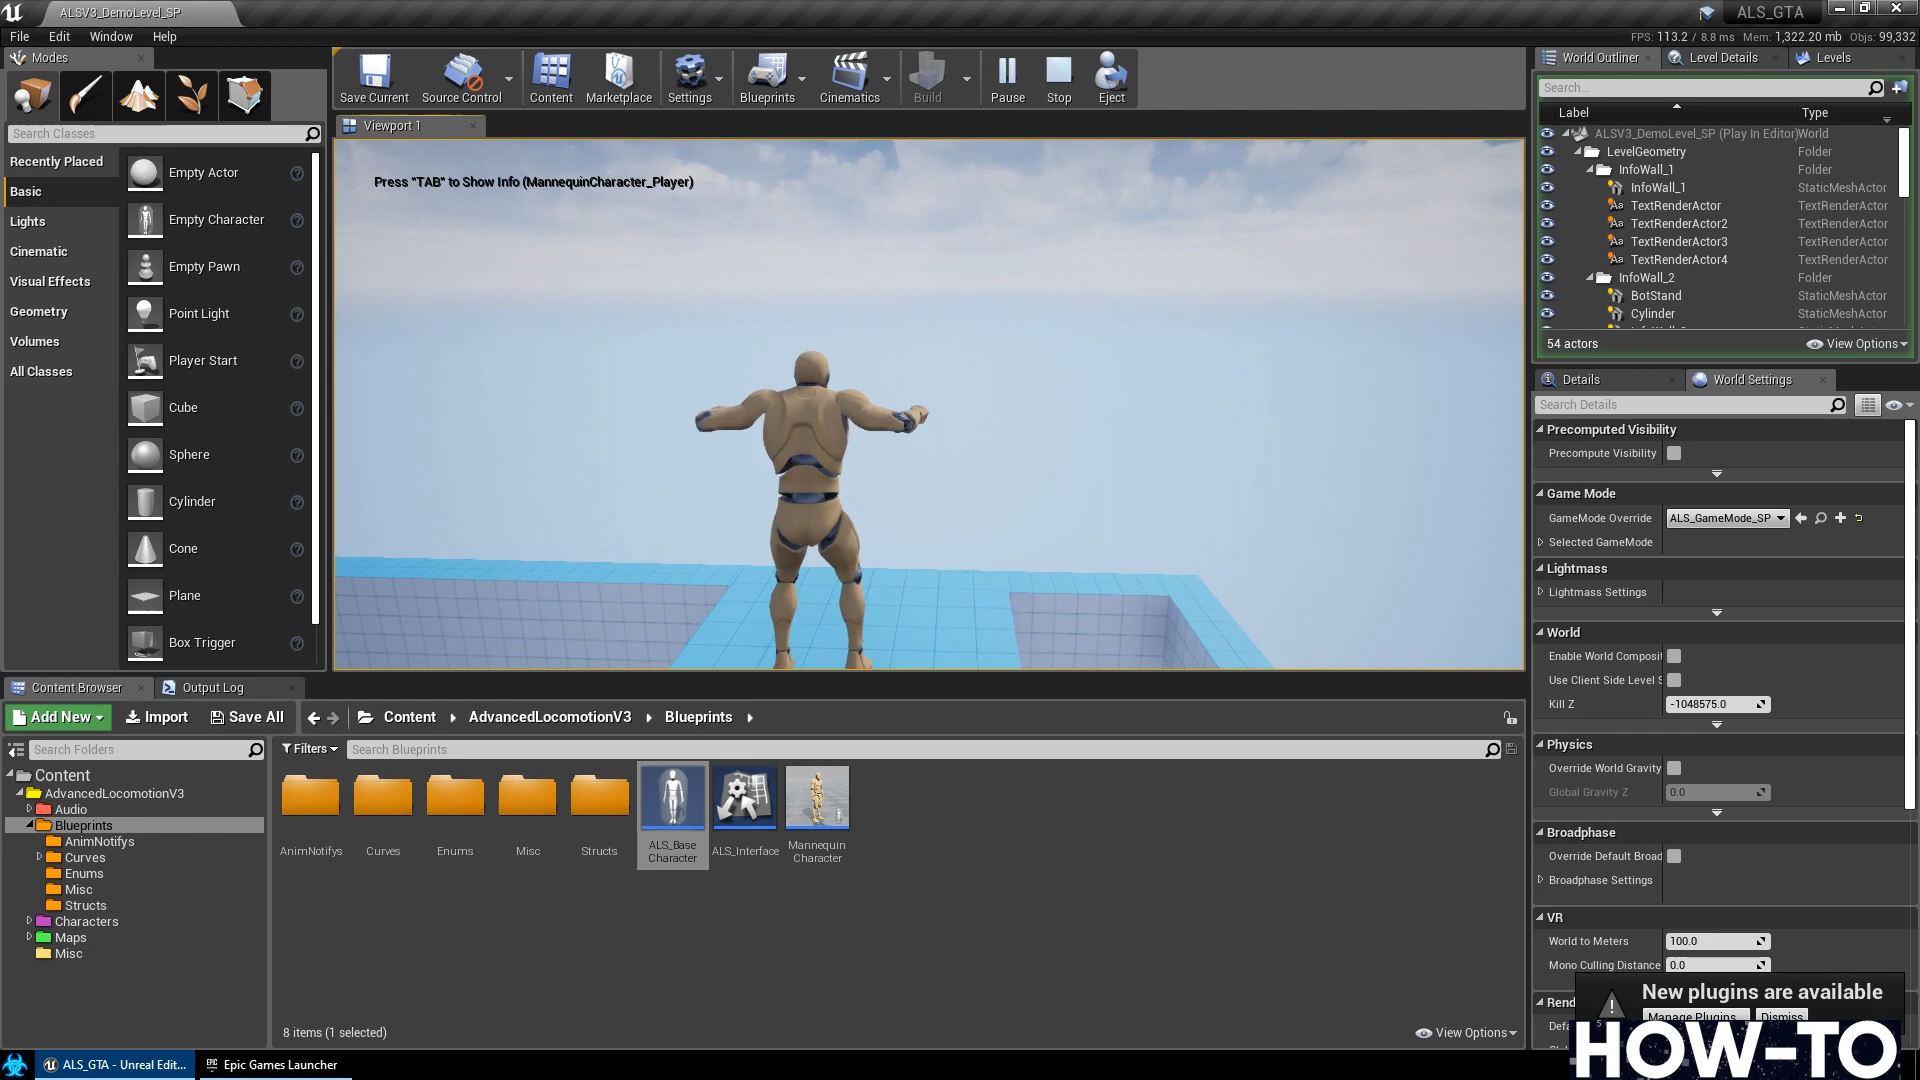 ALSV3_DemoLevel_SP
ALS_GTA
File Edit Window Help
FPS: 113.2 / 8.8 ms Mem: 1,322.20 mb Objs: 99,332
Modes
Save Current
Source Control
Content
Marketplace
Settings
Blueprints
Cinematics
Build
Pause
Stop
Eject
Search Classes
Recently Placed
Basic
Lights
Cinematic
Visual Effects
Geometry
Volumes
All Classes
Empty Actor
Empty Character
Empty Pawn
Point Light
Player Start
Cube
Sphere
Cylinder
Cone
Plane
Box Trigger
Viewport 1
Press "TAB" to Show Info (MannequinCharacter_Player)
World Outliner
Level Details
Levels
Search...
Label Type
ALSV3_DemoLevel_SP (Play In Editor) World
LevelGeometry Folder
InfoWall_1 Folder
InfoWall_1 StaticMeshActor
TextRenderActor TextRenderActor
TextRenderActor2 TextRenderActor
TextRenderActor3 TextRenderActor
TextRenderActor4 TextRenderActor
InfoWall_2 Folder
BotStand StaticMeshActor
Cylinder StaticMeshActor
54 actors
View Options
Details
World Settings
Search Details
Precomputed Visibility
Precompute Visibility
Game Mode
GameMode Override ALS_GameMode_SP
Selected GameMode
Lightmass
Lightmass Settings
World
Enable World Composit
Use Client Side Level S
Kill Z -1048575.0
Physics
Override World Gravity
Global Gravity Z 0.0
Broadphase
Override Default Broad
Broadphase Settings
VR
World to Meters 100.0
Mono Culling Distance 0.0
Rend
Defa
New plugins are available
Manage Plugins... Dismiss
HOW-TO
Content Browser
Output Log
Add New
Import
Save All
Content AdvancedLocomotionV3 Blueprints
Search Folders
Filters
Search Blueprints
Content
AdvancedLocomotionV3
Audio
Blueprints
AnimNotifys
Curves
Enums
Misc
Structs
Characters
Maps
Misc
AnimNotifys
Curves
Enums
Misc
Structs
ALS_Base
Character
ALS_Interface
Mannequin
Character
8 items (1 selected)
View Options
ALS_GTA - Unreal Edit...
Epic Games Launcher